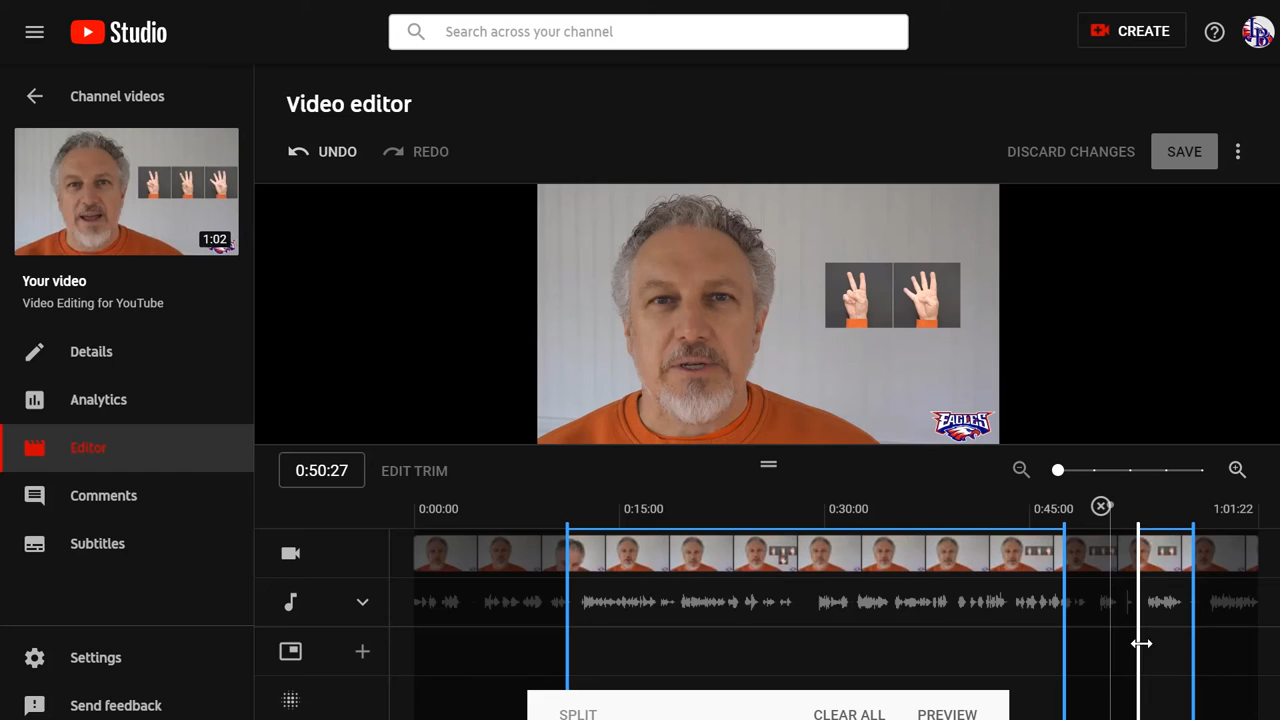 Studio
Search across your channel
CREATE
Channel videos
1:02
Your video
Video Editing for YouTube
Details
Analytics
Editor
Comments
Subtitles
Settings
Send feedback
Video editor
UNDO
REDO
DISCARD CHANGES
SAVE
EAGLES
0:50:27
EDIT TRIM
0:00:00
0:15:00
0:30:00
0:45:00
1:01:22
SPLIT
CLEAR ALL
PREVIEW